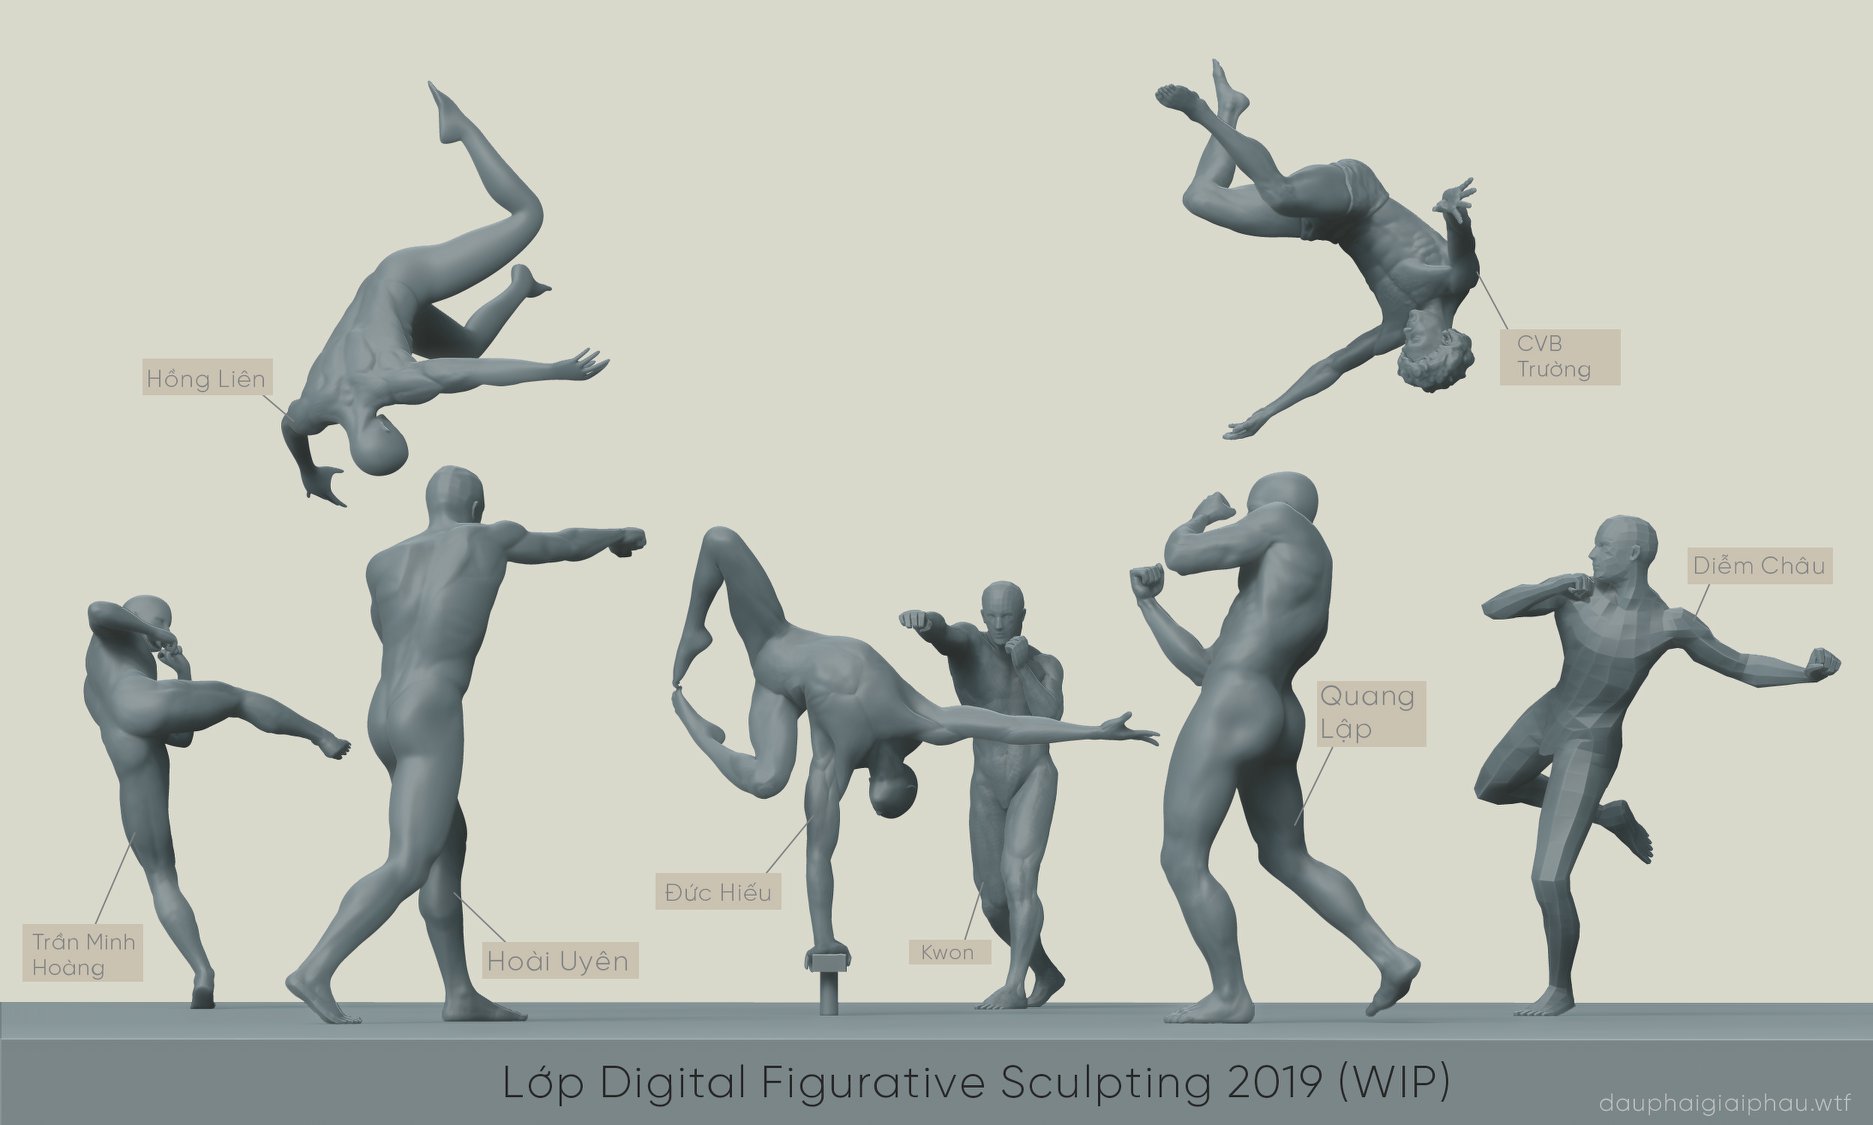 CVB
Trường
Hồng Liên
Diễm Châu
Quang
Lập
Đức Hiếu
Trần Minh
Hoàng
Hoài Uyên
Kwon
Lớp Digital Figurative Sculpting 2019 (WIP)
dauphaigiaiphau.wtf